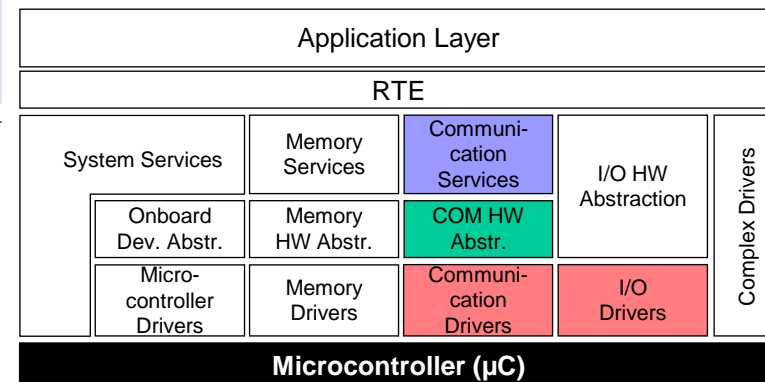 Application Layer
RTE
System Services
Memory
Services
Communi-
cation
Services
I/O HW
Abstraction
Complex Drivers
Onboard
Dev. Abstr.
Memory
HW Abstr.
COM HW
Abstr.
Micro-
controller
Drivers
Memory
Drivers
Communi-
cation
Drivers
I/O
Drivers
Microcontroller (µC)